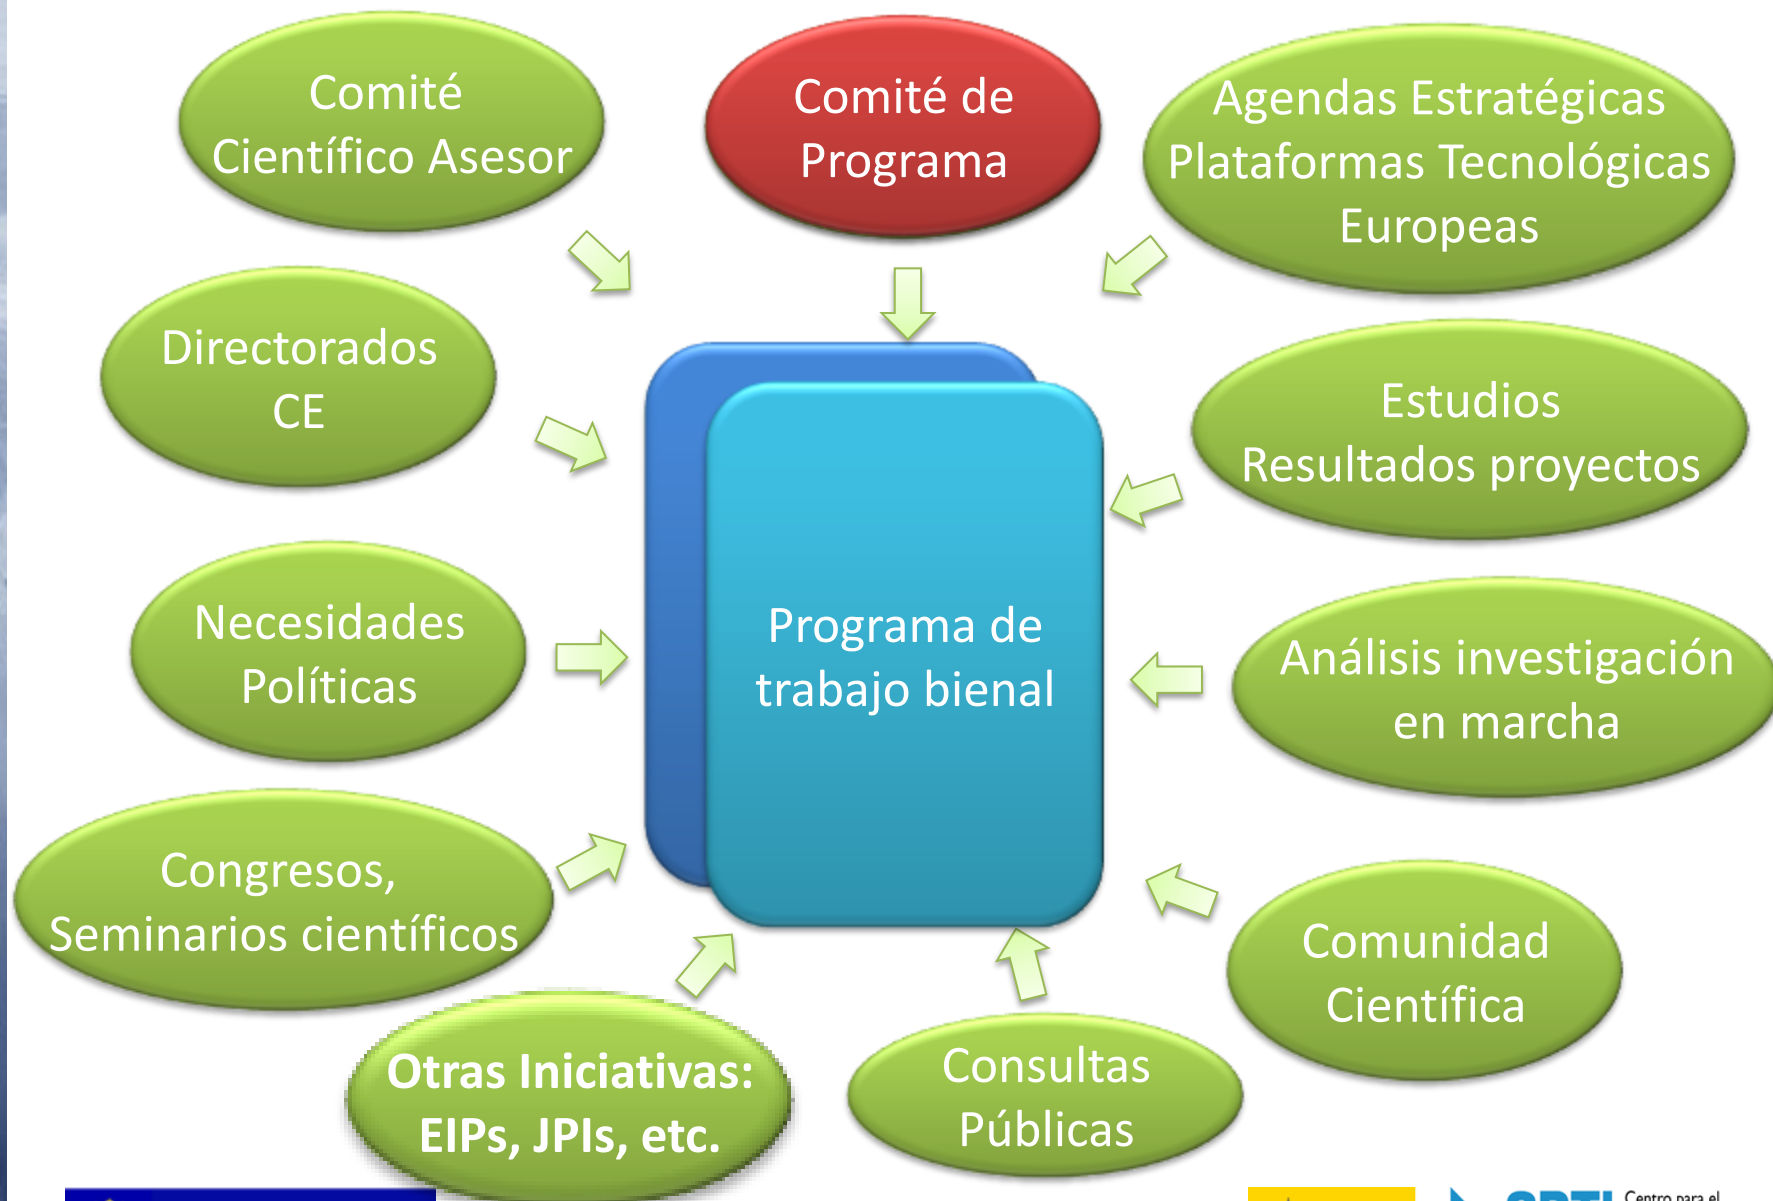 Comité
Científico Asesor
Comité de
Programa
Agendas Estratégicas
Plataformas Tecnológicas
Europeas
Directorados
CE
Estudios
Resultados proyectos
Necesidades
Políticas
Programa de
trabajo bienal
Análisis investigación
en marcha
Congresos,
Seminarios científicos
Comunidad
Científica
Otras Iniciativas:
EIPs, JPIs, etc.
Consultas
Públicas
Centro para el